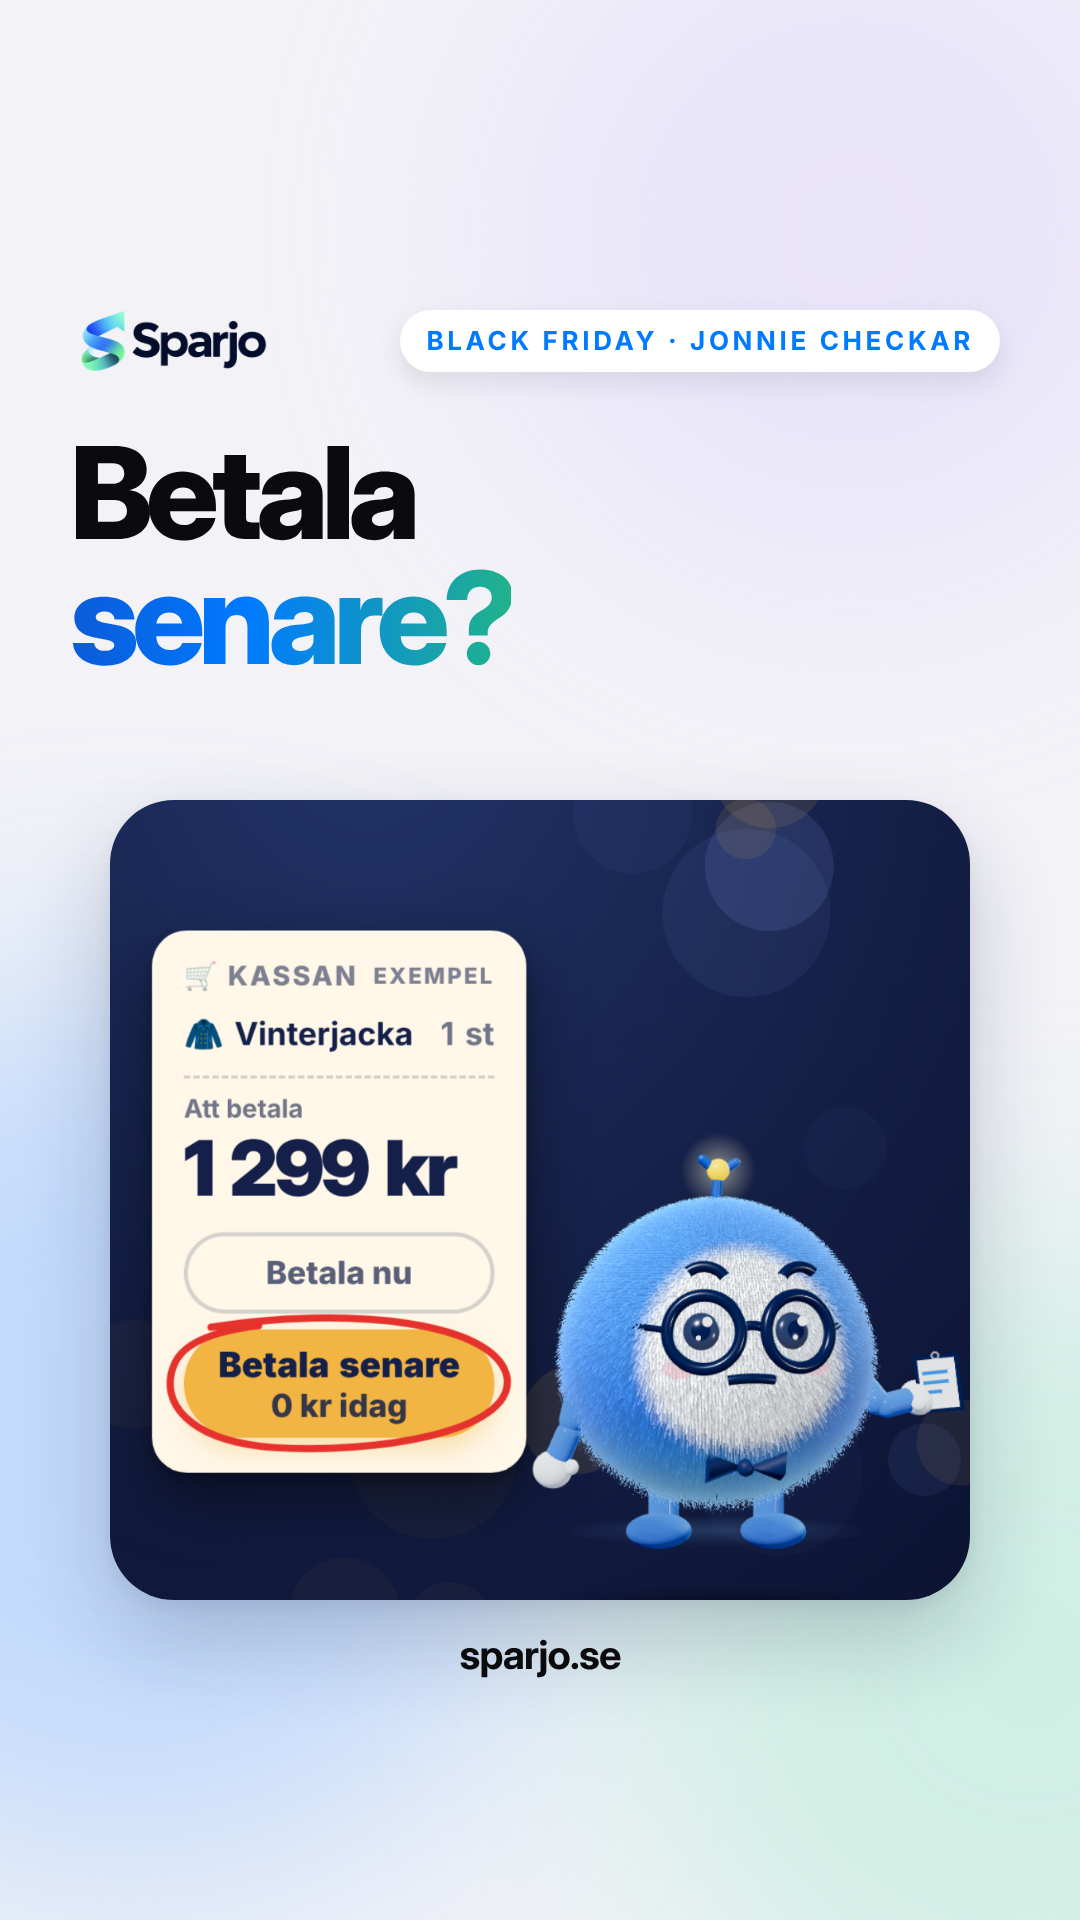 Sparjo
BLACK FRIDAY · JONNIE CHECKAR
Betala
senare?
KASSAN EXEMPEL
Vinterjacka 1 st
Att betala
1 299 kr
Betala nu
Betala senare
0 kr idag
sparjo.se